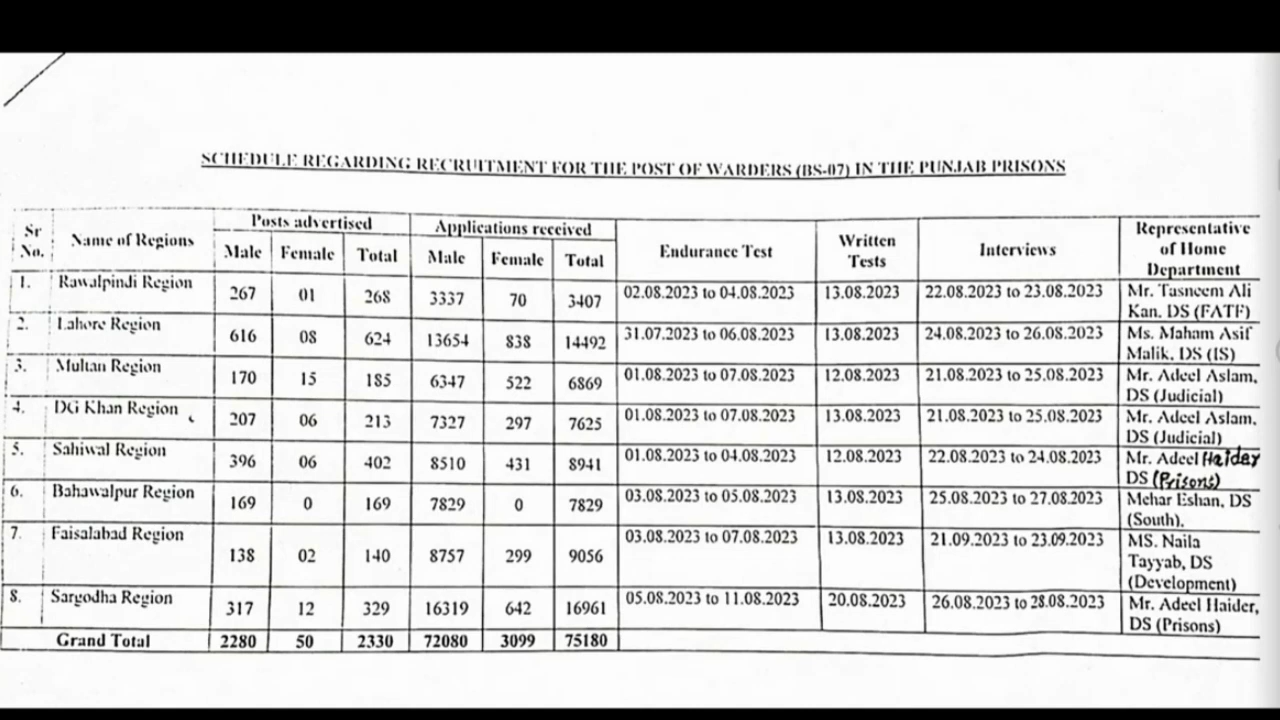 SCHEDULE REGARDING RECRUITMENT FOR THE POST OF WARDERS (BS-07) IN THE PUNJAB PRISONS
Sr No. Name of Regions Posts advertised Applications received Endurance Test Written Tests Interviews Representative of Home Department
Male Female Total Male Female Total
1. Rawalpindi Region 267 01 268 3337 70 3407 02.08.2023 to 04.08.2023 13.08.2023 22.08.2023 to 23.08.2023 Mr. Tasneem Ali
Kan. DS (FATF)
2. Lahore Region 616 08 624 13654 838 14492 31.07.2023 to 06.08.2023 13.08.2023 24.08.2023 to 26.08.2023 Ms. Maham Asif
Malik, DS (IS)
3. Multan Region 170 15 185 6347 522 6869 01.08.2023 to 07.08.2023 12.08.2023 21.08.2023 to 25.08.2023 Mr. Adeel Aslam,
DS (Judicial)
4. DG Khan Region 207 06 213 7327 297 7625 01.08.2023 to 07.08.2023 13.08.2023 21.08.2023 to 25.08.2023 Mr. Adeel Aslam,
DS (Judicial)
5. Sahiwal Region 396 06 402 8510 431 8941 01.08.2023 to 04.08.2023 12.08.2023 22.08.2023 to 24.08.2023 Mr. Adeel Haider
DS (Prisons)
6. Bahawalpur Region 169 0 169 7829 0 7829 03.08.2023 to 05.08.2023 13.08.2023 25.08.2023 to 27.08.2023 Mehar Eshan, DS
(South).
7. Faisalabad Region 138 02 140 8757 299 9056 03.08.2023 to 07.08.2023 13.08.2023 21.09.2023 to 23.09.2023 MS. Naila
Tayyab, DS
(Development)
8. Sargodha Region 317 12 329 16319 642 16961 05.08.2023 to 11.08.2023 20.08.2023 26.08.2023 to 28.08.2023 Mr. Adeel Haider,
DS (Prisons)
Grand Total 2280 50 2330 72080 3099 75180